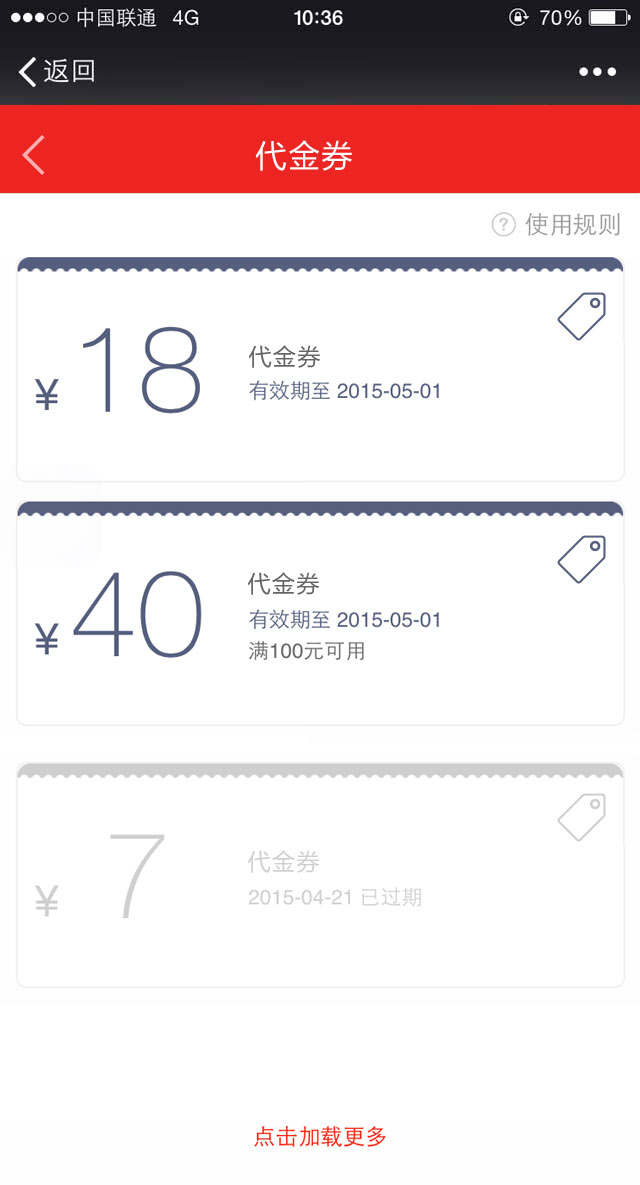 中国联通 4G 10:36 70%
返回
代金券
? 使用规则
¥ 18
代金券
有效期至 2015-05-01
¥ 40
代金券
有效期至 2015-05-01
满100元可用
¥ 7
代金券
2015-04-21 已过期
点击加载更多